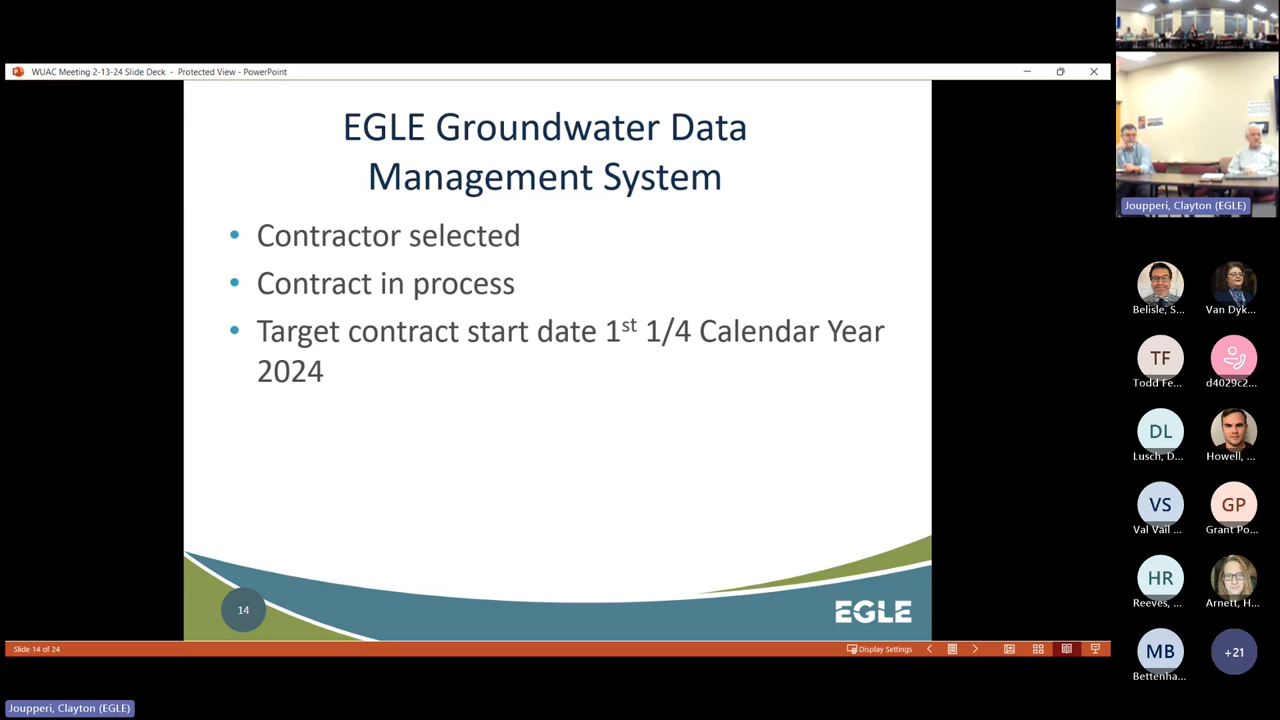 WUAC Meeting 2-13-24 Slide Deck - Protected View - PowerPoint
EGLE Groundwater Data
Management System
• Contractor selected
• Contract in process
• Target contract start date 1st 1/4 Calendar Year
2024
14
EGLE
Slide 14 of 24
Display Settings
Joupperi, Clayton (EGLE)
Joupperi, Clayton (EGLE)
Belisle, S...
Van Dyk...
TF
Todd Fe...
d4029c2...
DL
Lusch, D...
Howell, ...
VS
Val Vail ...
GP
Grant Po...
HR
Reeves, ...
Arnett, H...
MB
Bettenha...
+21